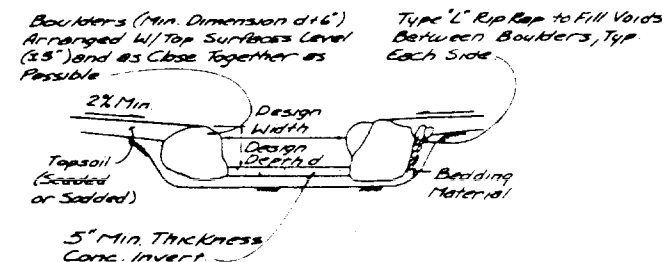 Boulders (Min. Dimension d+6")
Arranged W/Top Surfaces Level
(±.5") and as Close Together as
Possible
Type "L" Rip Rap to Fill Voids
Between Boulders, Typ.
Each Side
2% Min.
Design
Width
Design
Depth d
Topsoil
(Seeded
or Sodded)
Bedding
Material
5" Min. Thickness
Conc. Invert